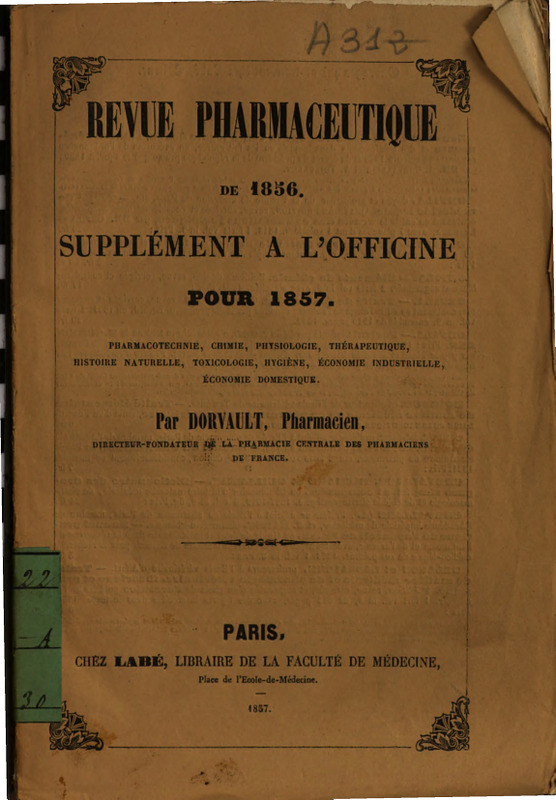 A313
REVUE PHARMACEUTIQUE
DE 1856.
SUPPLÉMENT A L'OFFICINE
POUR 1857.
PHARMACOTECHNIE, CHIMIE, PHYSIOLOGIE, THÉRAPEUTIQUE,
HISTOIRE NATURELLE, TOXICOLOGIE, HYGIÈNE, ÉCONOMIE INDUSTRIELLE,
ÉCONOMIE DOMESTIQUE.
Par DORVAULT, Pharmacien,
DIRECTEUR-FONDATEUR DE LA PHARMACIE CENTRALE DES PHARMACIENS
DE FRANCE.
22
A
30
PARIS,
CHEZ LABÉ, LIBRAIRE DE LA FACULTÉ DE MÉDECINE,
Place de l'Ecole-de-Médecine.
1857.